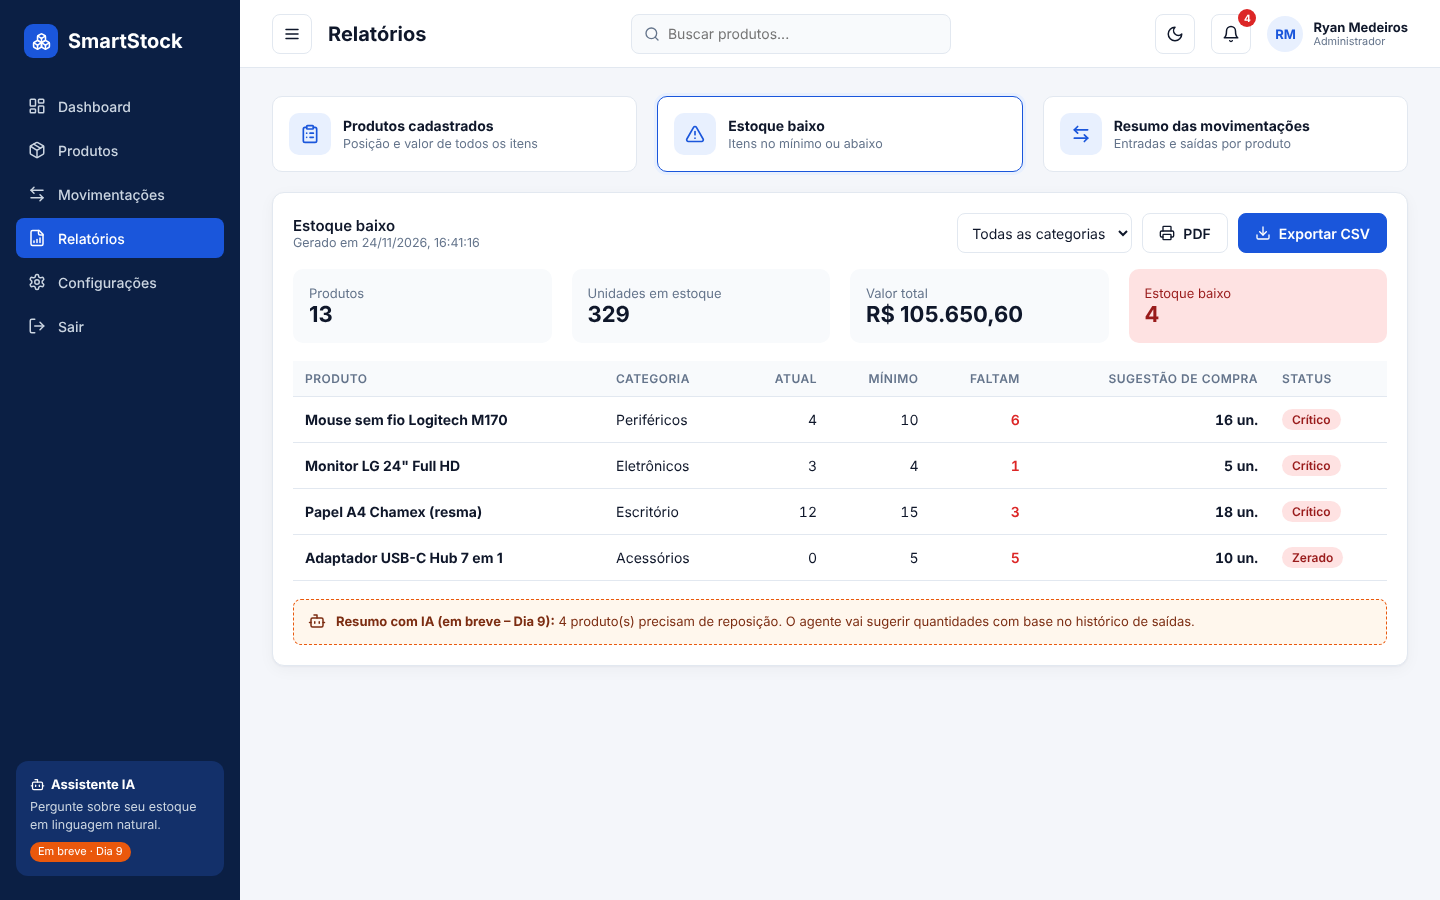 SmartStock
Dashboard
Produtos
Movimentações
Relatórios
Configurações
Sair
Assistente IA
Pergunte sobre seu estoque
em linguagem natural.
Em breve · Dia 9
Relatórios
Buscar produtos...
4
RM
Ryan Medeiros
Administrador
Produtos cadastrados
Posição e valor de todos os itens
Estoque baixo
Itens no mínimo ou abaixo
Resumo das movimentações
Entradas e saídas por produto
Estoque baixo
Gerado em 24/11/2026, 16:41:16
Todas as categorias
PDF
Exportar CSV
Produtos
13
Unidades em estoque
329
Valor total
R$ 105.650,60
Estoque baixo
4
PRODUTO CATEGORIA ATUAL MÍNIMO FALTAM SUGESTÃO DE COMPRA STATUS
Mouse sem fio Logitech M170 Periféricos 4 10 6 16 un. Crítico
Monitor LG 24" Full HD Eletrônicos 3 4 1 5 un. Crítico
Papel A4 Chamex (resma) Escritório 12 15 3 18 un. Crítico
Adaptador USB-C Hub 7 em 1 Acessórios 0 5 5 10 un. Zerado
Resumo com IA (em breve – Dia 9): 4 produto(s) precisam de reposição. O agente vai sugerir quantidades com base no histórico de saídas.